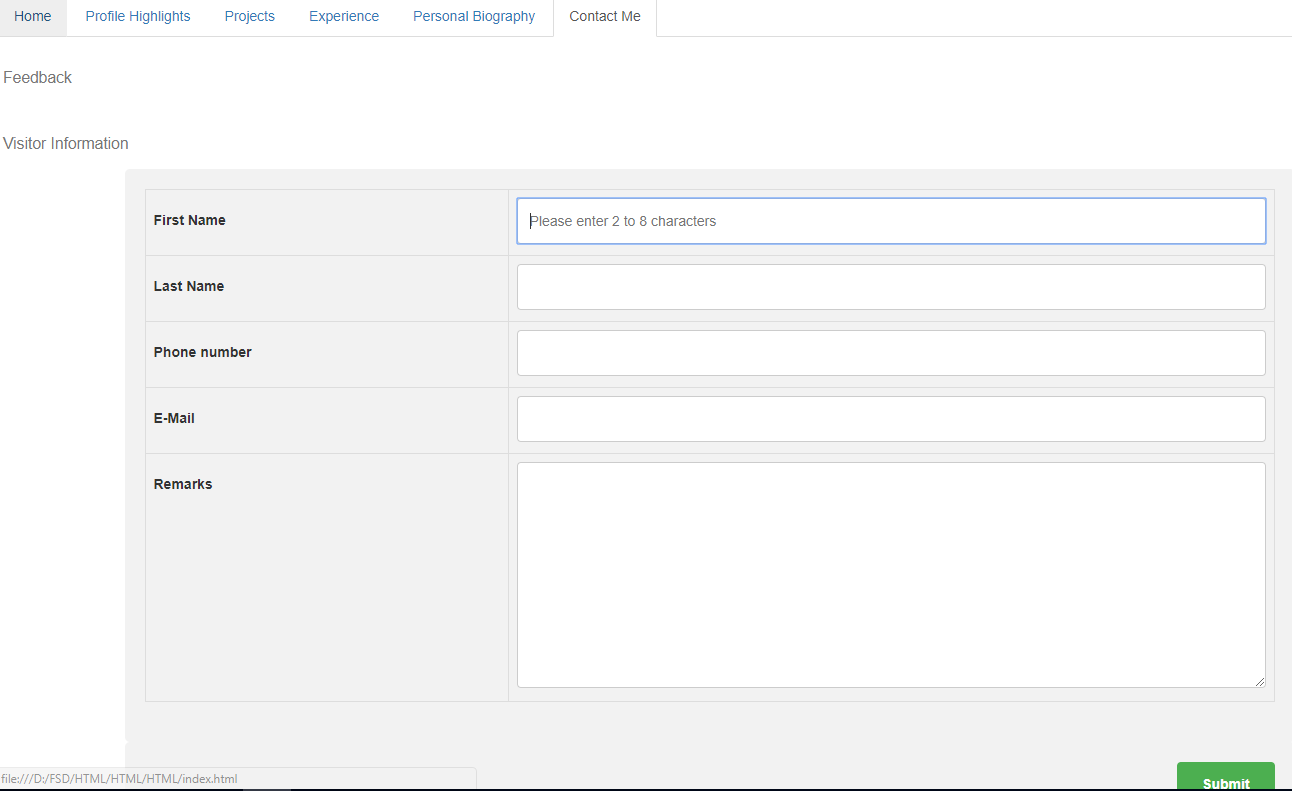 Home Profile Highlights Projects Experience Personal Biography Contact Me
Feedback
Visitor Information
First Name Please enter 2 to 8 characters
Last Name
Phone number
E-Mail
Remarks
file:///D:/FSD/HTML/HTML/HTML/index.html
Submit